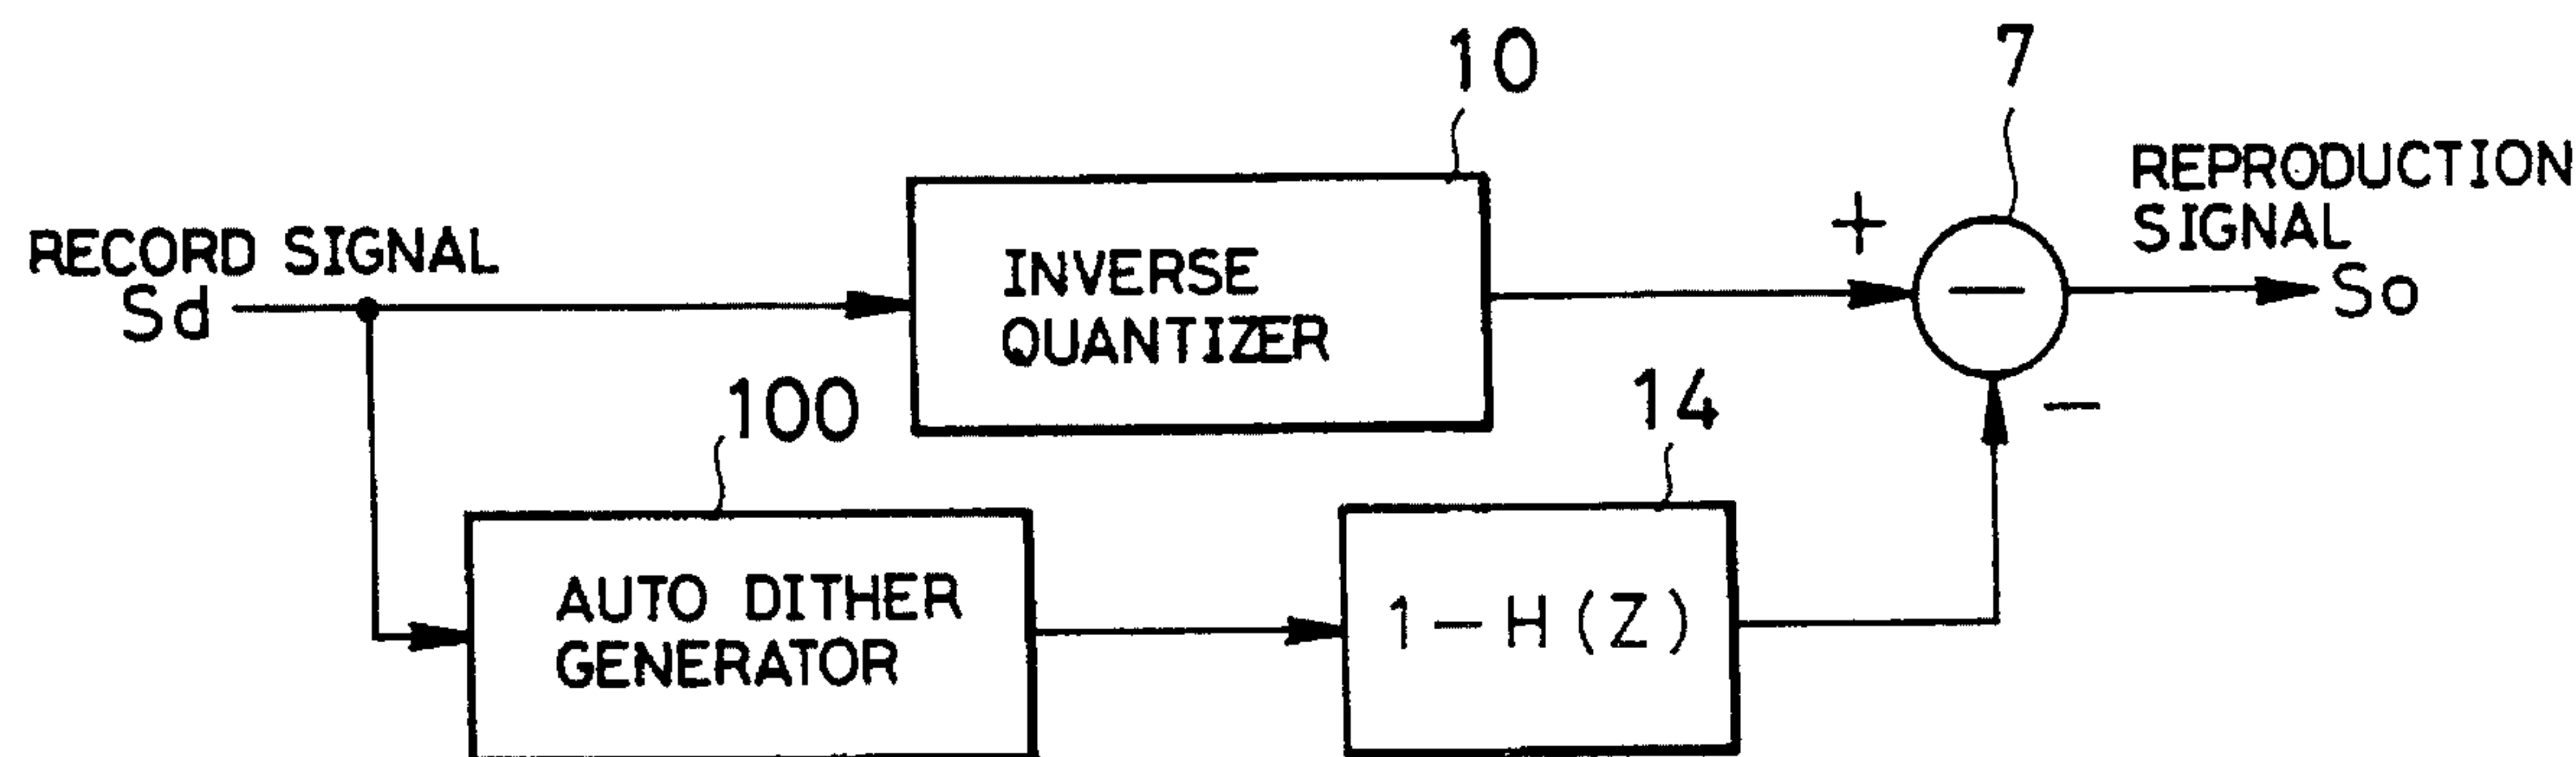 10
7
REPRODUCTION
SIGNAL
So
RECORD SIGNAL
Sd
+
INVERSE
QUANTIZER
—
100
14
—
AUTO DITHER
GENERATOR
1-H(Z)